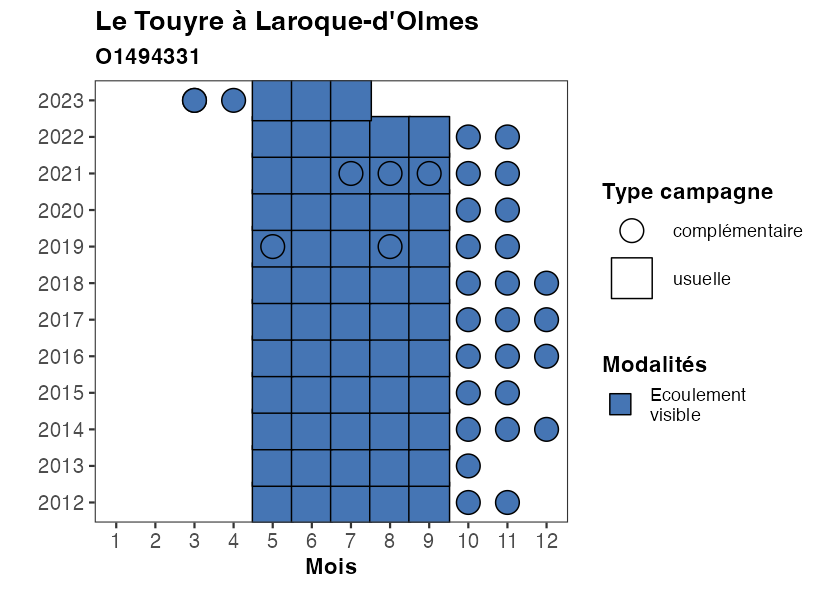 Le Touyre à Laroque-d'Olmes
O1494331
2023
2022
2021
2020
2019
2018
2017
2016
2015
2014
2013
2012
1 2 3 4 5 6 7 8 9 10 11 12
Mois
Type campagne
complémentaire
usuelle
Modalités
Ecoulement
visible